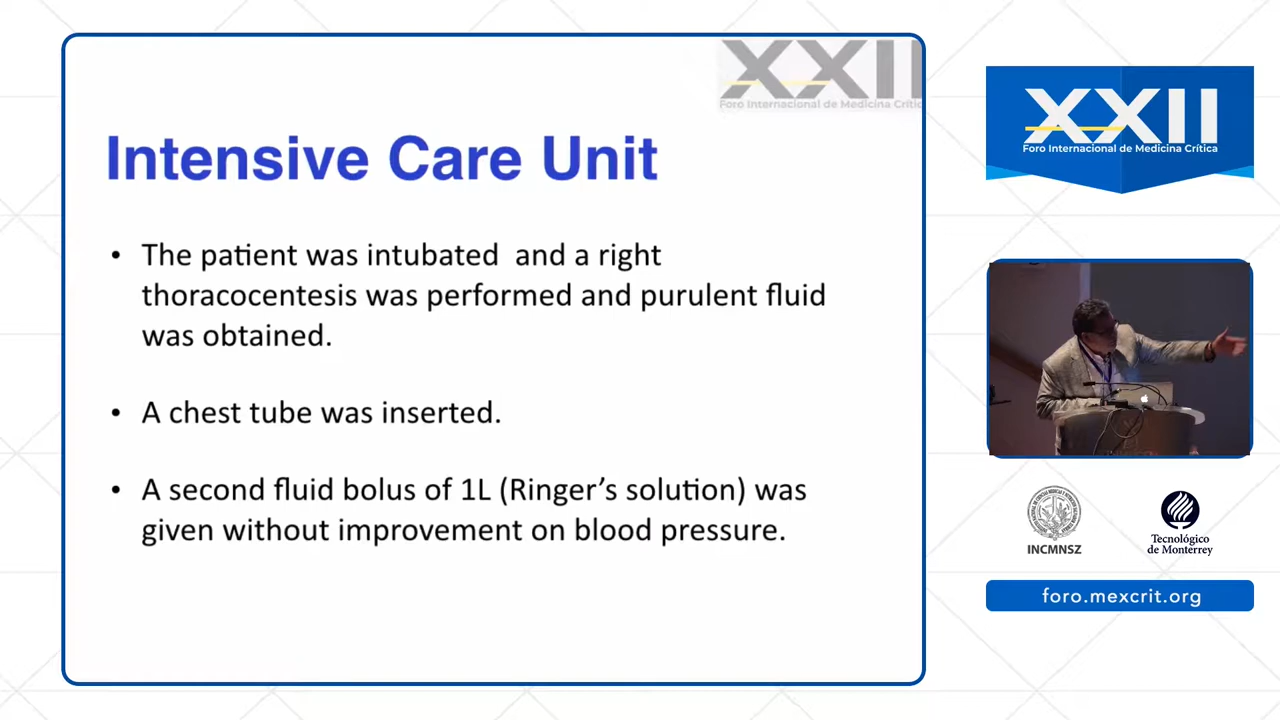 XXII
Foro Internacional de Medicina Crític
Intensive Care Unit
• The patient was intubated and a right
thoracocentesis was performed and purulent fluid
was obtained.
• A chest tube was inserted.
• A second fluid bolus of 1L (Ringer's solution) was
given without improvement on blood pressure.
XXII
Foro Internacional de Medicina Crítica
INCMNSZ
Tecnológico
de Monterrey
foro.mexcrit.org